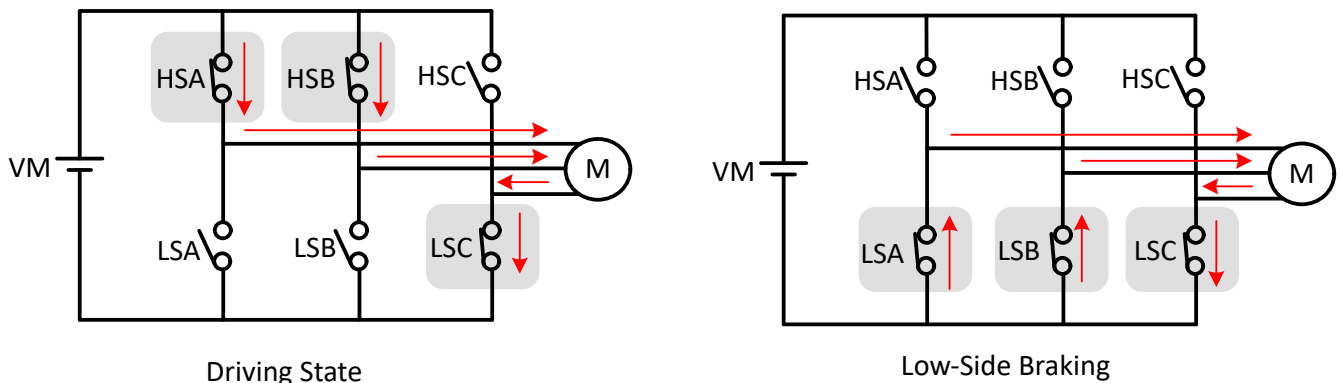 HSA
HSB
HSC
VM
M
LSA
LSB
LSC
Driving State
HSA
HSB
HSC
VM
M
LSA
LSB
LSC
Low-Side Braking